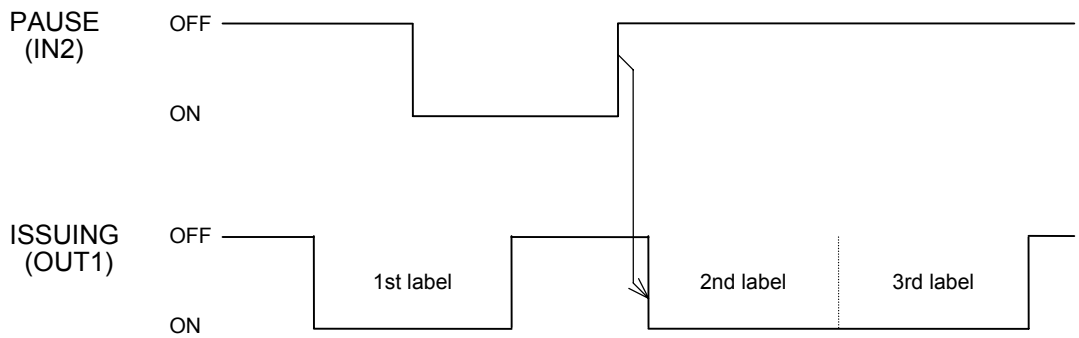 PAUSE
(IN2)
OFF
ON
ISSUING
(OUT1)
OFF
1st label
2nd label
3rd label
ON